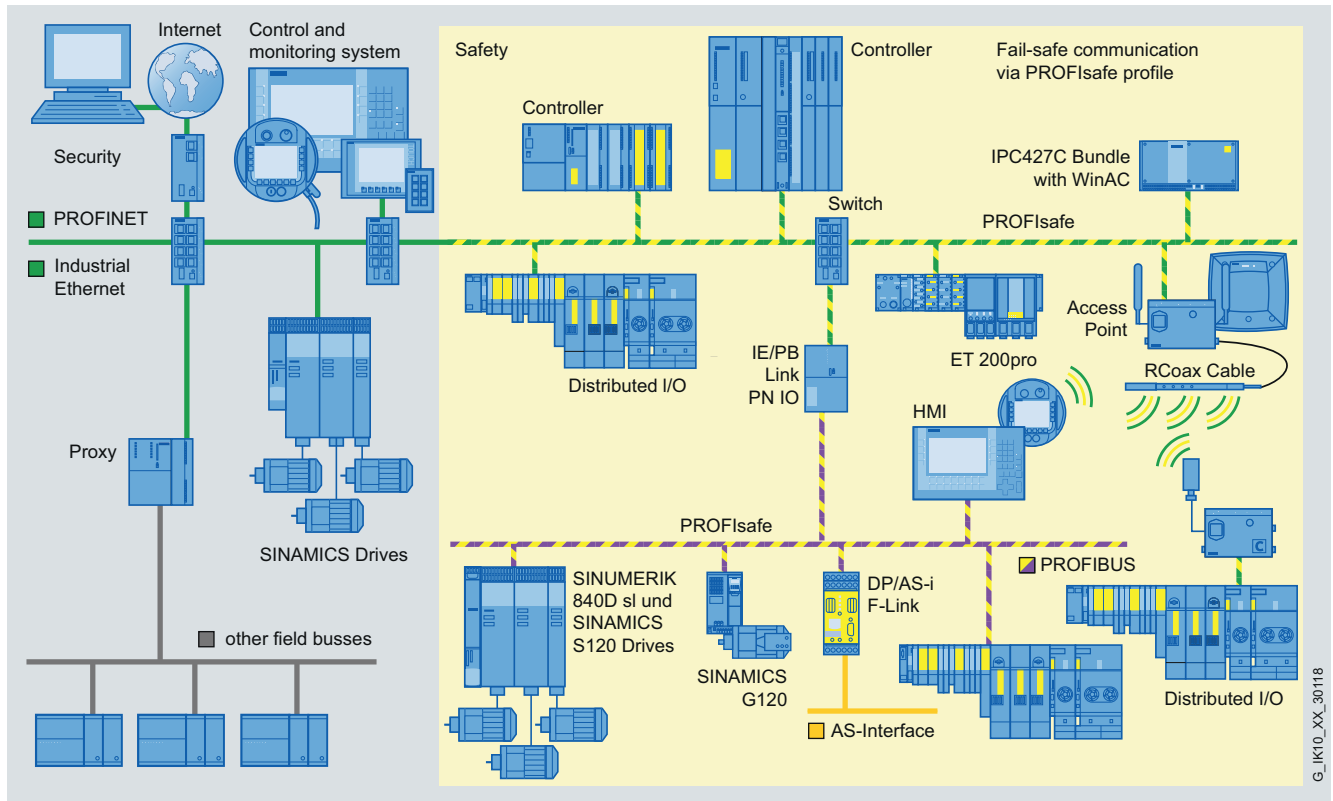 Internet
Control and
monitoring system
Safety
Controller
Fail-safe communication
via PROFIsafe profile
Controller
Security
IPC427C Bundle
with WinAC
Switch
PROFINET
PROFIsafe
Industrial
Ethernet
Access
Point
IE/PB
Link
PN IO
ET 200pro
RCoax Cable
Distributed I/O
HMI
Proxy
PROFIsafe
SINAMICS Drives
PROFIBUS
SINUMERIK
840D sl und
SINAMICS
S120 Drives
DP/AS-i
F-Link
other field busses
SINAMICS
G120
Distributed I/O
AS-Interface
G_IK10_XX_30118